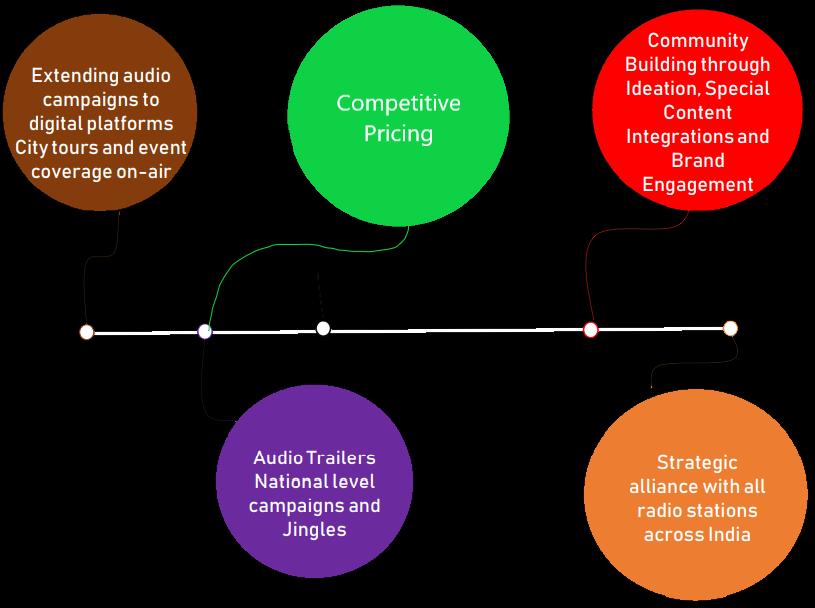 Extending audio
campaigns to
digital platforms
City tours and event
coverage on-air
Competitive
Pricing
Community
Building through
Ideation, Special
Content
Integrations and
Brand
Engagement
Audio Trailers
National level
campaigns and
Jingles
Strategic
alliance with all
radio stations
across India